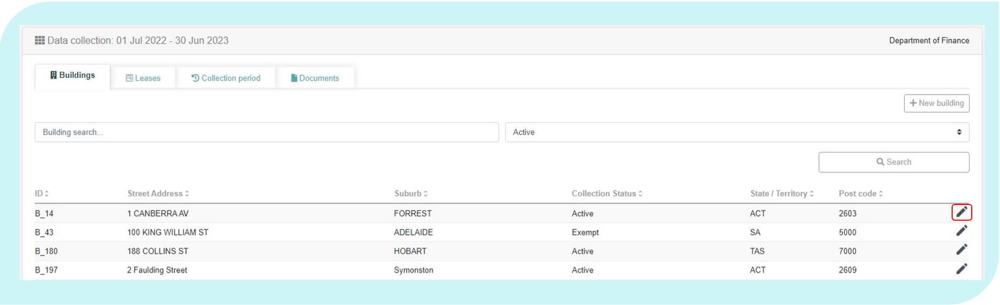 Data collection: 01 Jul 2022 - 30 Jun 2023 Department of Finance
Buildings Leases Collection period Documents
New building
Building search... Active
Search
ID Street Address Suburb Collection Status State / Territory Post code
B_14 1 CANBERRA AV FORREST Active ACT 2603
B_43 100 KING WILLIAM ST ADELAIDE Exempt SA 5000
B_180 188 COLLINS ST HOBART Active TAS 7000
B_197 2 Faulding Street Symonston Active ACT 2609